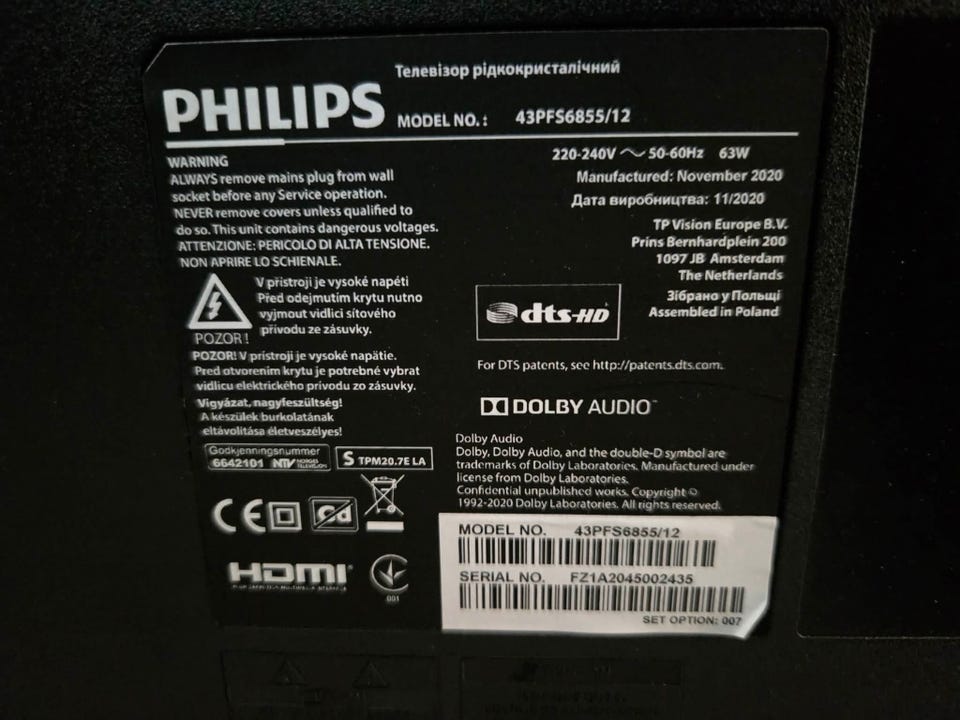 Телевізор рідкокристалічний
PHILIPS MODEL NO. : 43PFS6855/12
220-240V ~ 50-60Hz 63W
Manufactured: November 2020
Дата виробництва: 11/2020
TP Vision Europe B.V.
Prins Bernhardplein 200
1097 JB Amsterdam
The Netherlands
Зібрано у Польщі
Assembled in Poland
WARNING
ALWAYS remove mains plug from wall
socket before any Service operation.
NEVER remove covers unless qualified to
do so. This unit contains dangerous voltages.
ATTENZIONE: PERICOLO DI ALTA TENSIONE.
NON APRIRE LO SCHIENALE.
V přístroji je vysoké napětí
Před odejmutím krytu nutno
vyjmout vidlici síťového
přívodu ze zásuvky.
POZOR!
POZOR! V prístroji je vysoké napätie.
Pred otvorením krytu je potrebné vybrat
vidlicu elektrického prívodu zo zásuvky.
Vigyázat, nagyfeszültség!
A készülék burkolatának
eltávolítása életveszélyes!
Godkjenningsnummer
6642101 NTV NORGES TELEVISION
S TPM20.7E LA
CE
Cd
HDMI
001
dts-HD
For DTS patents, see http://patents.dts.com.
DOLBY AUDIO™
Dolby Audio
Dolby, Dolby Audio, and the double-D symbol are
trademarks of Dolby Laboratories. Manufactured under
license from Dolby Laboratories.
Confidential unpublished works. Copyright ©
1992-2020 Dolby Laboratories. All rights reserved.
MODEL NO. 43PFS6855/12
SERIAL NO. FZ1A2045002435
SET OPTION: 007